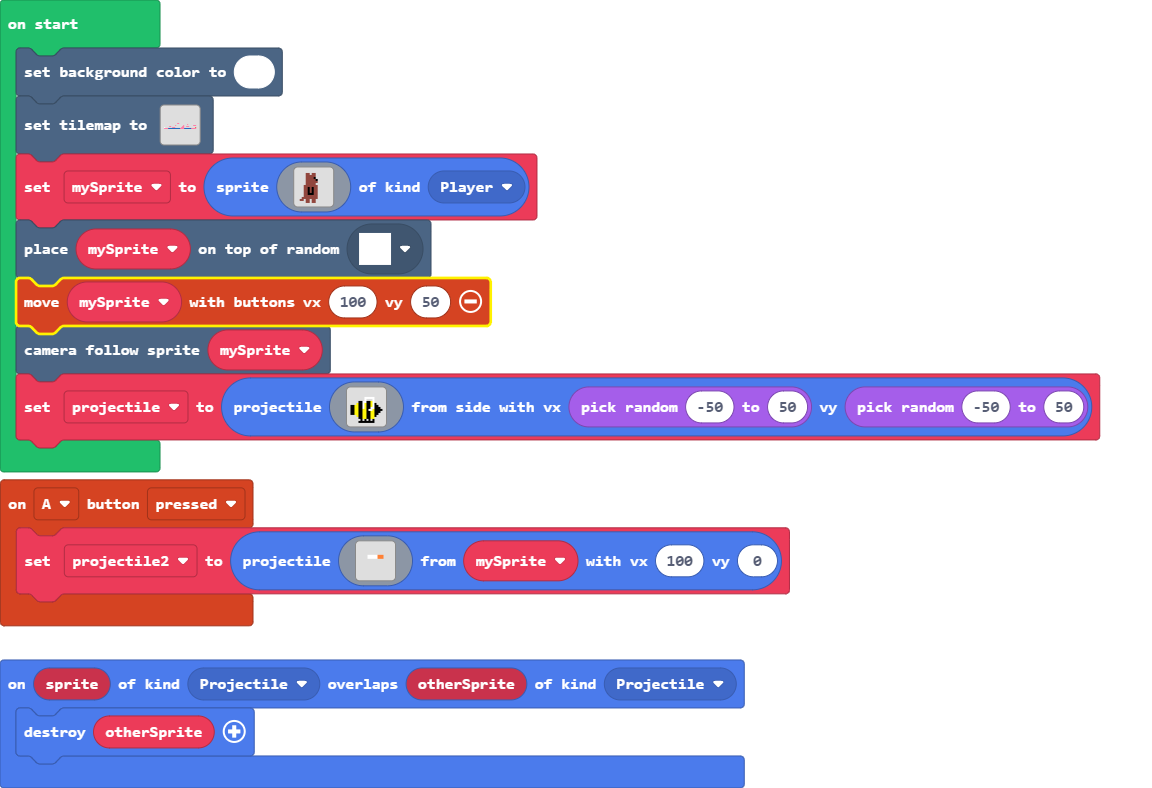 on start
set background color to
set tilemap to
set mySprite to sprite of kind Player
place mySprite on top of random
move mySprite with buttons vx 100 vy 50
camera follow sprite mySprite
set projectile to projectile from side with vx pick random -50 to 50 vy pick random -50 to 50
on A button pressed
set projectile2 to projectile from mySprite with vx 100 vy 0
on sprite of kind Projectile overlaps otherSprite of kind Projectile
destroy otherSprite